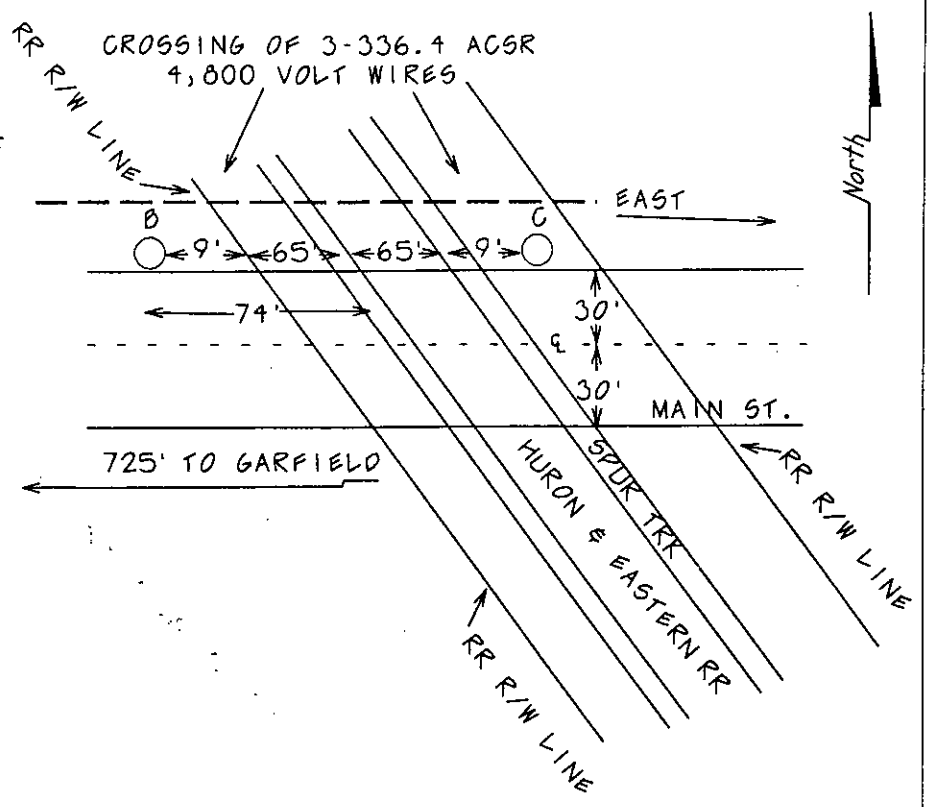 CROSSING OF 3-336.4 ACSR
4,800 VOLT WIRES
RR R/W LINE
North
EAST
B
C
9'
65'
65'
9'
74'
30'
℄
30'
MAIN ST.
725' TO GARFIELD
SPUR TRK
HURON & EASTERN RR
RR R/W LINE
RR R/W LINE